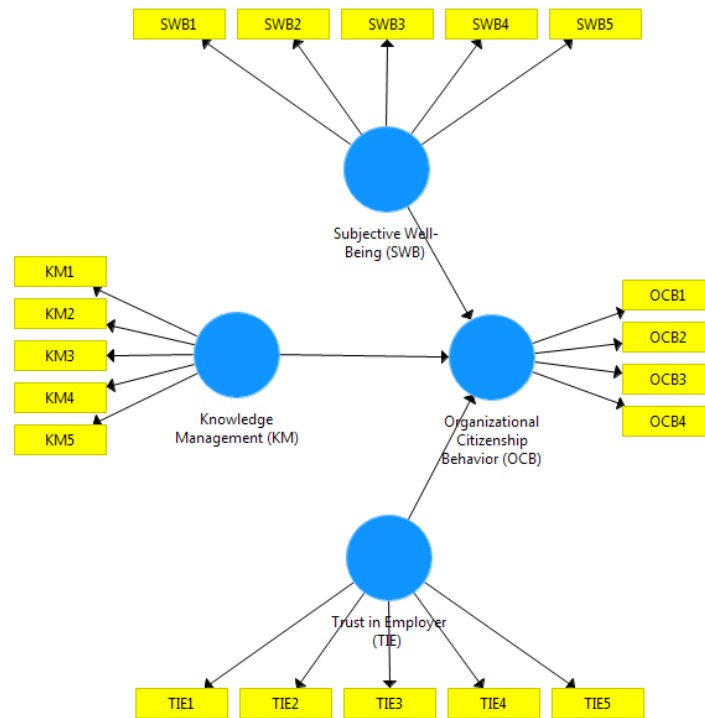 SWB1
SWB2
SWB3
SWB4
SWB5
Subjective Well-
Being (SWB)
KM1
KM2
KM3
KM4
KM5
Knowledge
Management (KM)
OCB1
OCB2
OCB3
OCB4
Organizational
Citizenship
Behavior (OCB)
Trust in Employer
(TIE)
TIE1
TIE2
TIE3
TIE4
TIE5